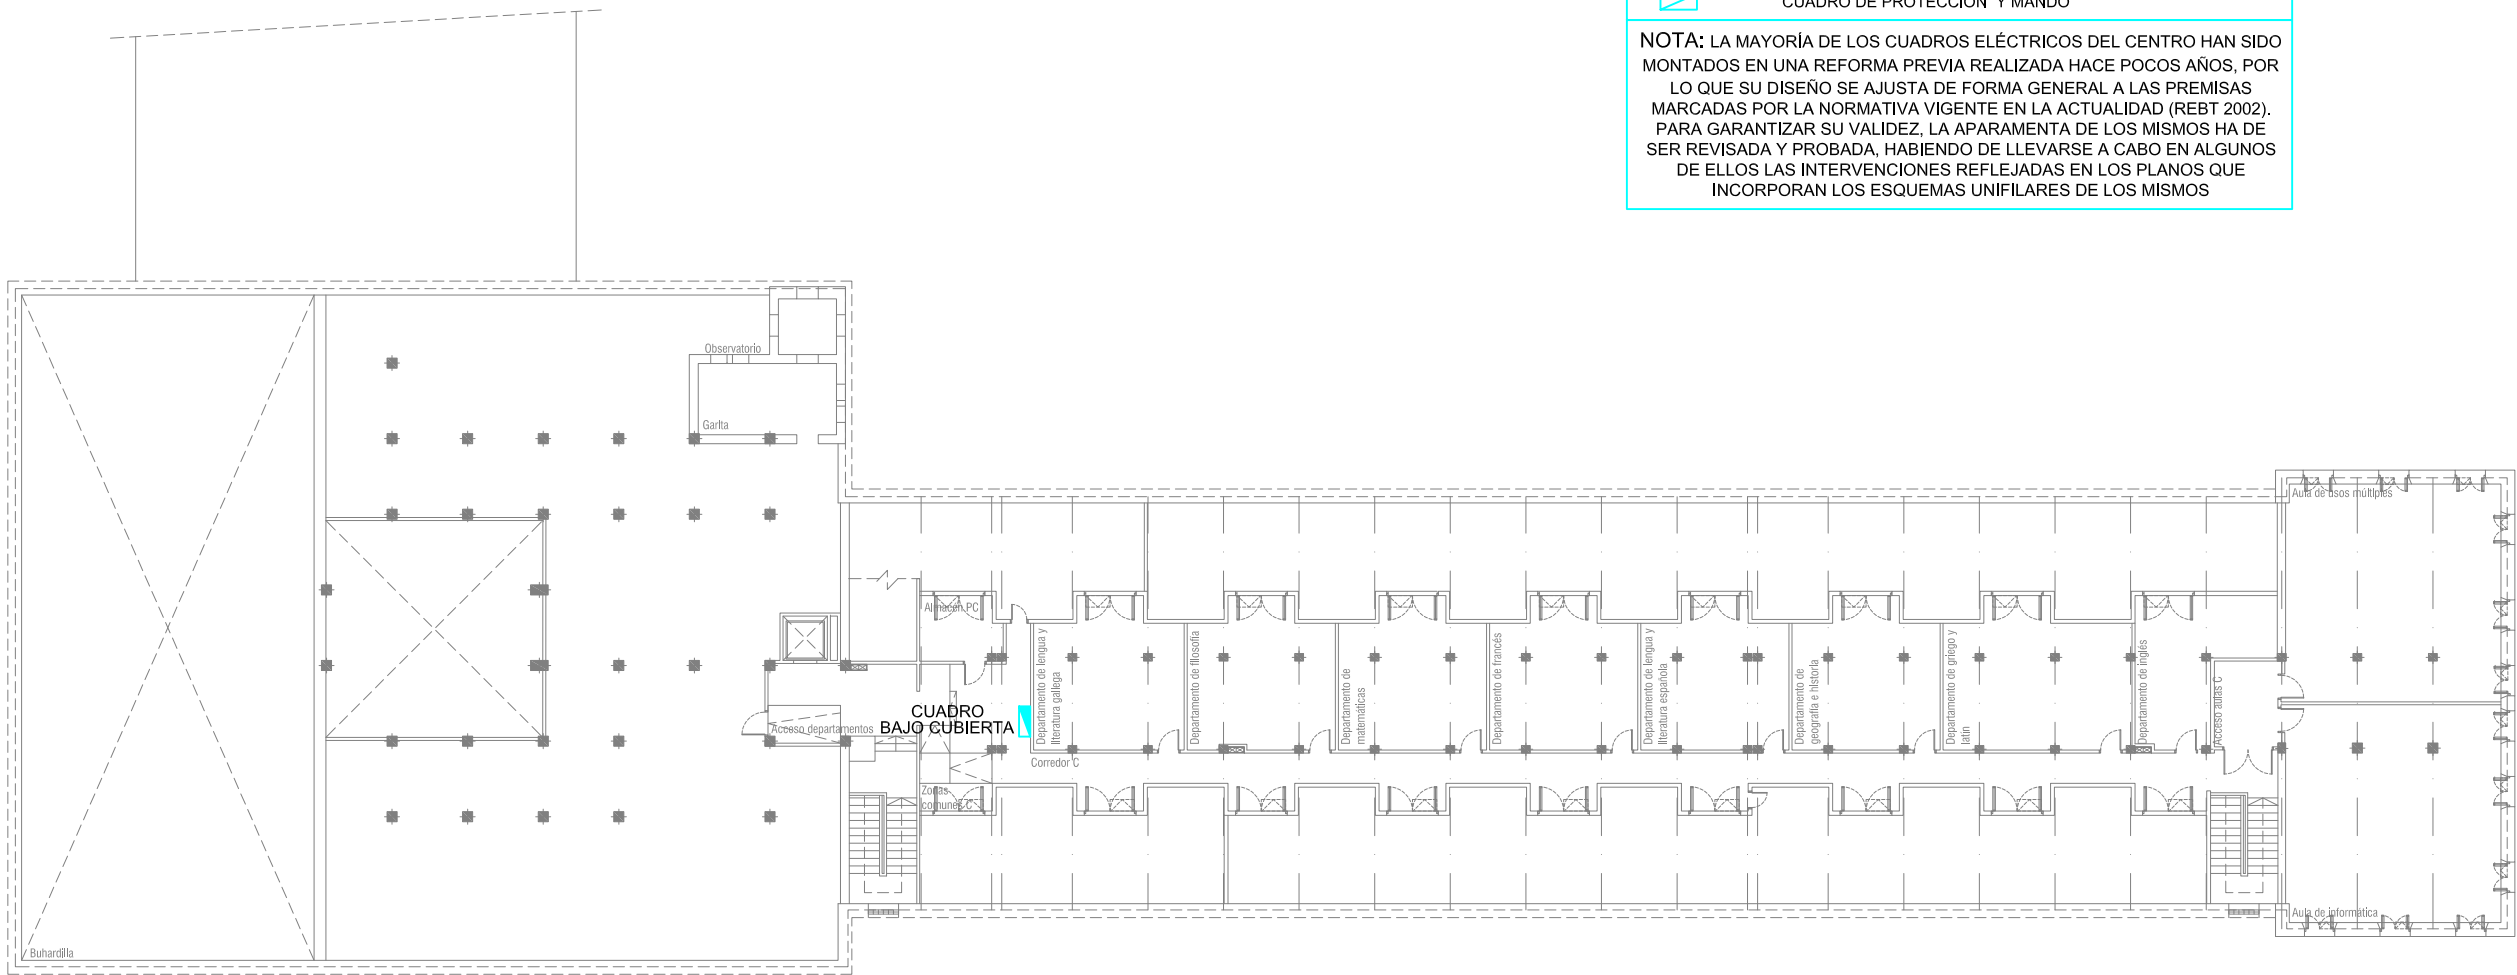 CUADRO DE PROTECCIÓN Y MANDO
NOTA: LA MAYORÍA DE LOS CUADROS ELÉCTRICOS DEL CENTRO HAN SIDO
MONTADOS EN UNA REFORMA PREVIA REALIZADA HACE POCOS AÑOS, POR
LO QUE SU DISEÑO SE AJUSTA DE FORMA GENERAL A LAS PREMISAS
MARCADAS POR LA NORMATIVA VIGENTE EN LA ACTUALIDAD (REBT 2002).
PARA GARANTIZAR SU VALIDEZ, LA APARAMENTA DE LOS MISMOS HA DE
SER REVISADA Y PROBADA, HABIENDO DE LLEVARSE A CABO EN ALGUNOS
DE ELLOS LAS INTERVENCIONES REFLEJADAS EN LOS PLANOS QUE
INCORPORAN LOS ESQUEMAS UNIFILARES DE LOS MISMOS
Observatorio
Garita
Aula de usos múltiples
Almacén PC
Departamento de lengua y
literatura gallega
Departamento de filosofía
Departamento de
matemáticas
Departamento de francés
Departamento de lengua y
literatura española
Departamento de
geografía e historia
Departamento de griego y
latín
Departamento de inglés
Acceso aulas C
CUADRO
BAJO CUBIERTA
Acceso departamentos
Corredor C
Zonas
comunes C
Aula de informática
Buhardilla